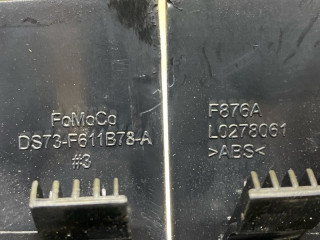 FoMoCo
DS73-F611B78-A
#3
F876A
L0278061
>ABS<